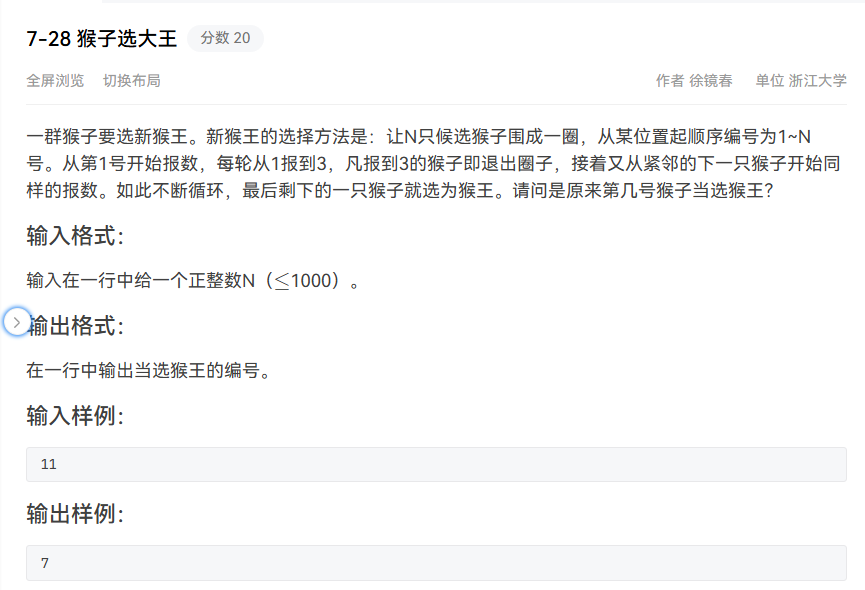 7-28 猴子选大王 分数 20
全屏浏览 切换布局 作者 徐镜春 单位 浙江大学
一群猴子要选新猴王。新猴王的选择方法是：让N只候选猴子围成一圈，从某位置起顺序编号为1~N
号。从第1号开始报数，每轮从1报到3，凡报到3的猴子即退出圈子，接着又从紧邻的下一只猴子开始同
样的报数。如此不断循环，最后剩下的一只猴子就选为猴王。请问是原来第几号猴子当选猴王？
输入格式：
输入在一行中给一个正整数N（≤1000）。
输出格式：
在一行中输出当选猴王的编号。
输入样例：
11
输出样例：
7